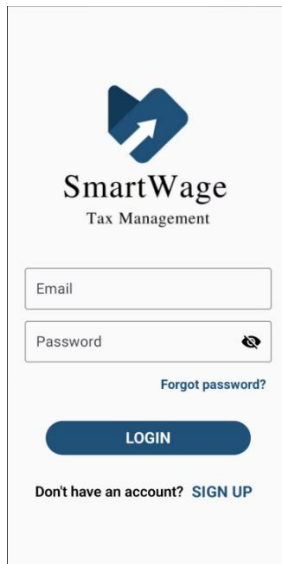 SmartWage
Tax Management
Email
Password
Forgot password?
LOGIN
Don't have an account? SIGN UP